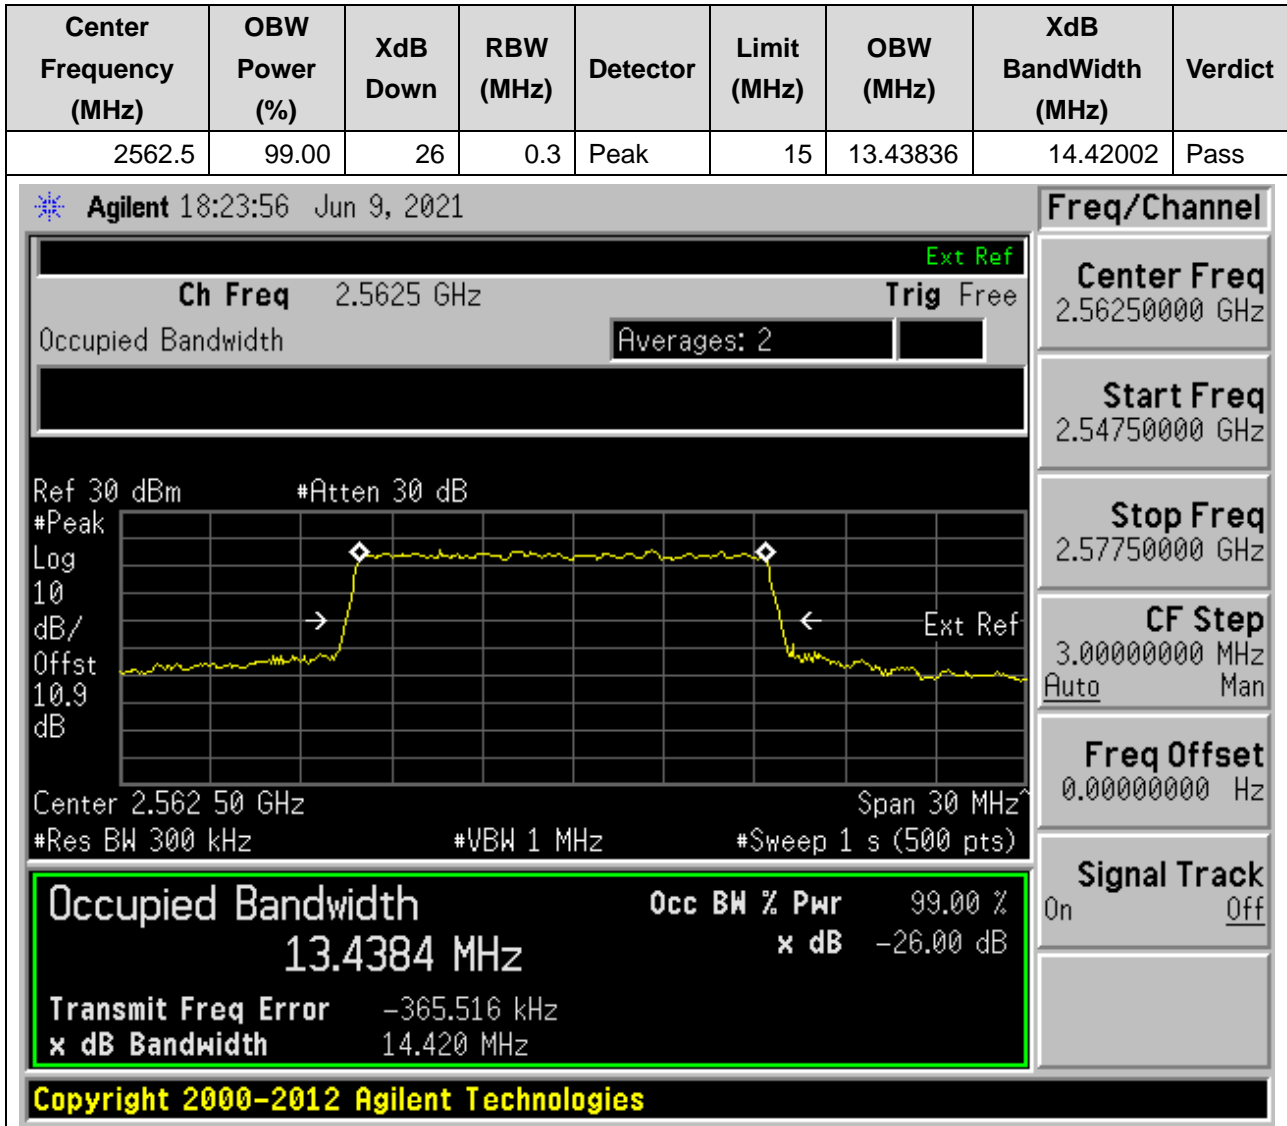 Center Frequency (MHz) OBW Power (%) XdB Down RBW (MHz) Detector Limit (MHz) OBW (MHz) XdB BandWidth (MHz) Verdict
2562.5 99.00 26 0.3 Peak 15 13.43836 14.42002 Pass
Agilent 18:23:56 Jun 9, 2021
Ext Ref
Ch Freq 2.5625 GHz Trig Free
Occupied Bandwidth Averages: 2
Ref 30 dBm #Atten 30 dB
#Peak
Log
10
dB/
Offst
10.9
dB
Ext Ref
Center 2.562 50 GHz Span 30 MHz^
#Res BW 300 kHz #VBW 1 MHz #Sweep 1 s (500 pts)
Occupied Bandwidth Occ BW % Pwr 99.00 %
13.4384 MHz x dB -26.00 dB
Transmit Freq Error -365.516 kHz
x dB Bandwidth 14.420 MHz
Copyright 2000-2012 Agilent Technologies
Freq/Channel
Center Freq
2.56250000 GHz
Start Freq
2.54750000 GHz
Stop Freq
2.57750000 GHz
CF Step
3.00000000 MHz
Auto Man
Freq Offset
0.00000000 Hz
Signal Track
On Off